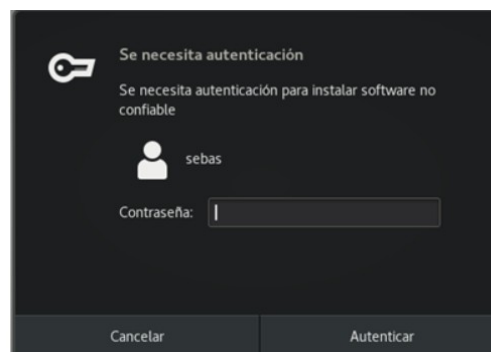 Se necesita autenticación
Se necesita autenticación para instalar software no
confiable
sebas
Contraseña:
Cancelar
Autenticar